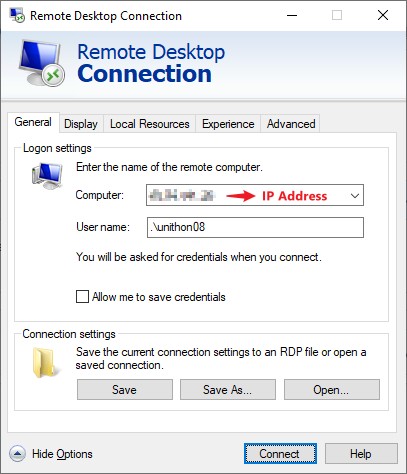 Remote Desktop Connection
Remote Desktop
Connection
General Display Local Resources Experience Advanced
Logon settings
Enter the name of the remote computer.
Computer: IP Address
User name: .\unithon08
You will be asked for credentials when you connect.
Allow me to save credentials
Connection settings
Save the current connection settings to an RDP file or open a
saved connection.
Save Save As... Open...
Hide Options Connect Help